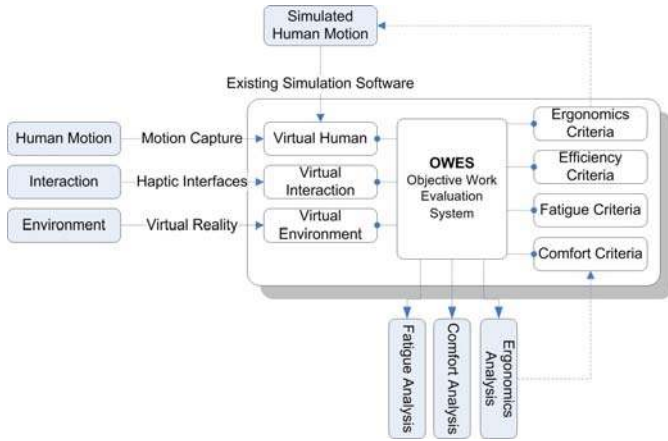 Simulated
Human Motion
Existing Simulation Software
Human Motion
Motion Capture
Virtual Human
Interaction
Haptic Interfaces
Virtual
Interaction
Environment
Virtual Reality
Virtual
Environment
OWES
Objective Work
Evaluation
System
Ergonomics
Criteria
Efficiency
Criteria
Fatigue Criteria
Comfort Criteria
Fatigue Analysis
Comfort Analysis
Ergonomics
Analysis